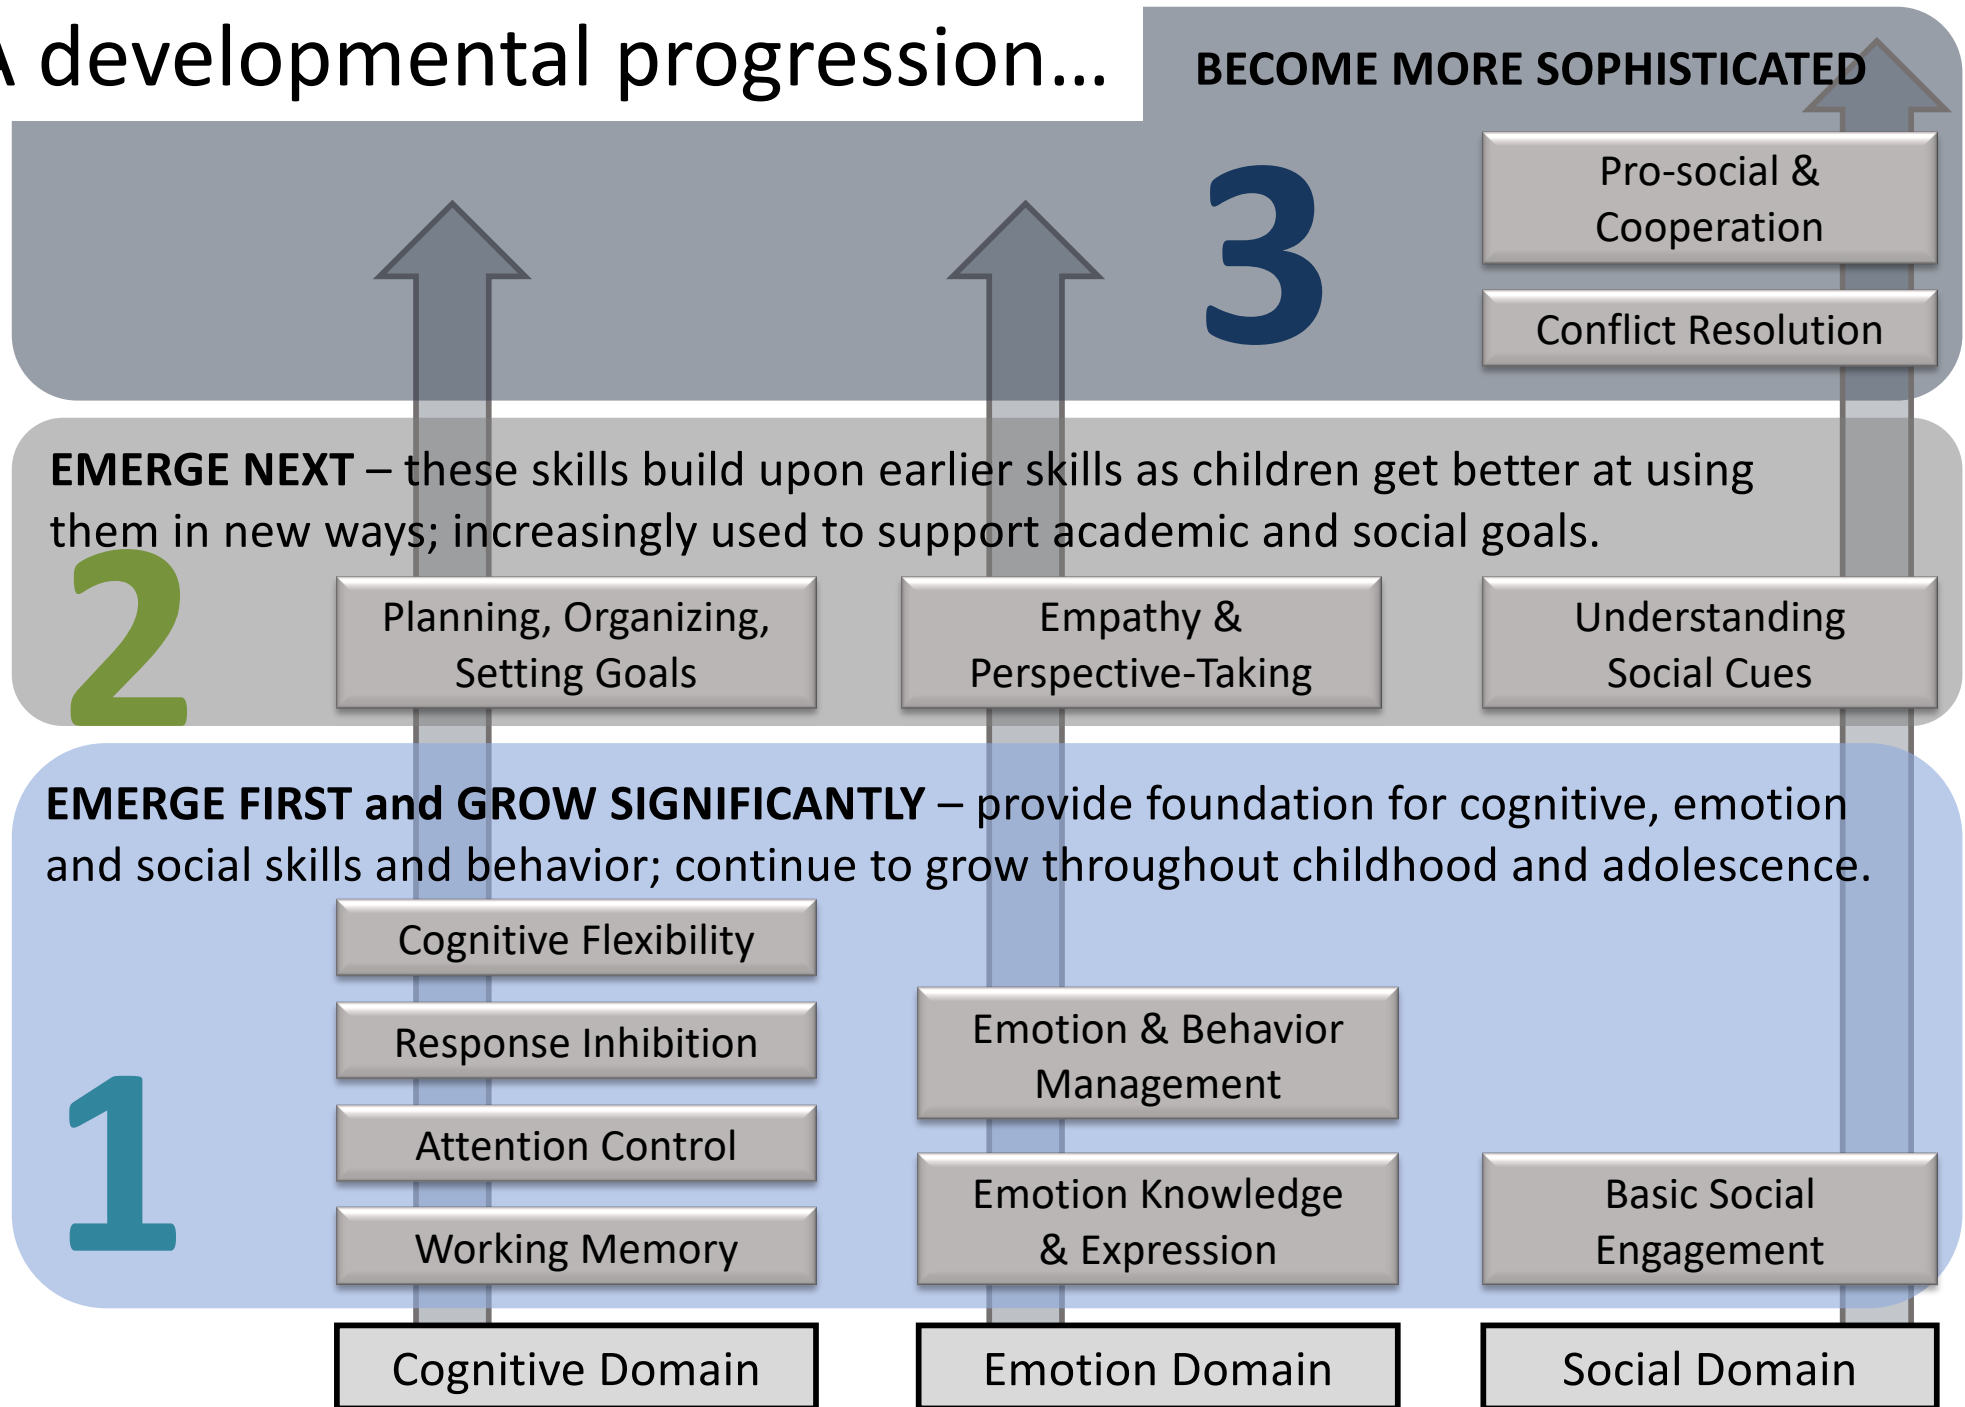 A developmental progression...
BECOME MORE SOPHISTICATED
3
Pro-social &
Cooperation
Conflict Resolution
EMERGE NEXT – these skills build upon earlier skills as children get better at using
them in new ways; increasingly used to support academic and social goals.
2
Planning, Organizing,
Setting Goals
Empathy &
Perspective-Taking
Understanding
Social Cues
EMERGE FIRST and GROW SIGNIFICANTLY – provide foundation for cognitive, emotion
and social skills and behavior; continue to grow throughout childhood and adolescence.
1
Cognitive Flexibility
Response Inhibition
Attention Control
Working Memory
Emotion & Behavior
Management
Emotion Knowledge
& Expression
Basic Social
Engagement
Cognitive Domain
Emotion Domain
Social Domain